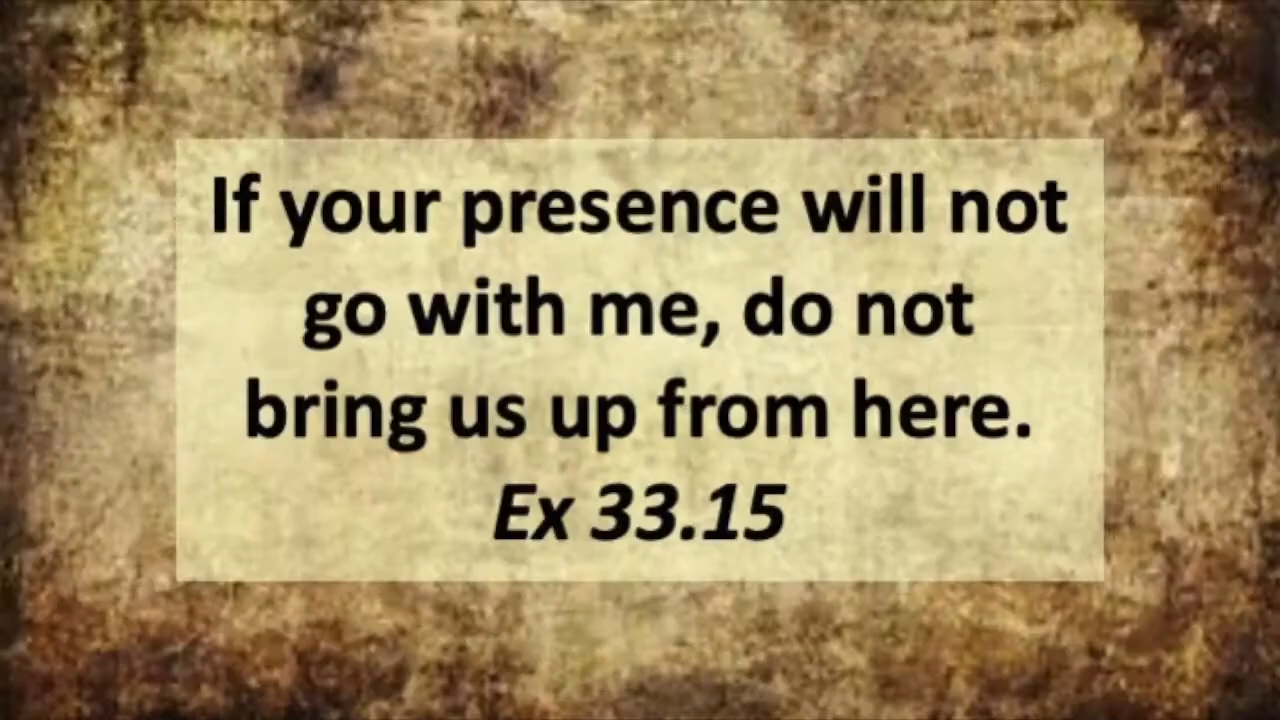 If your presence will not
go with me, do not
bring us up from here.
Ex 33.15